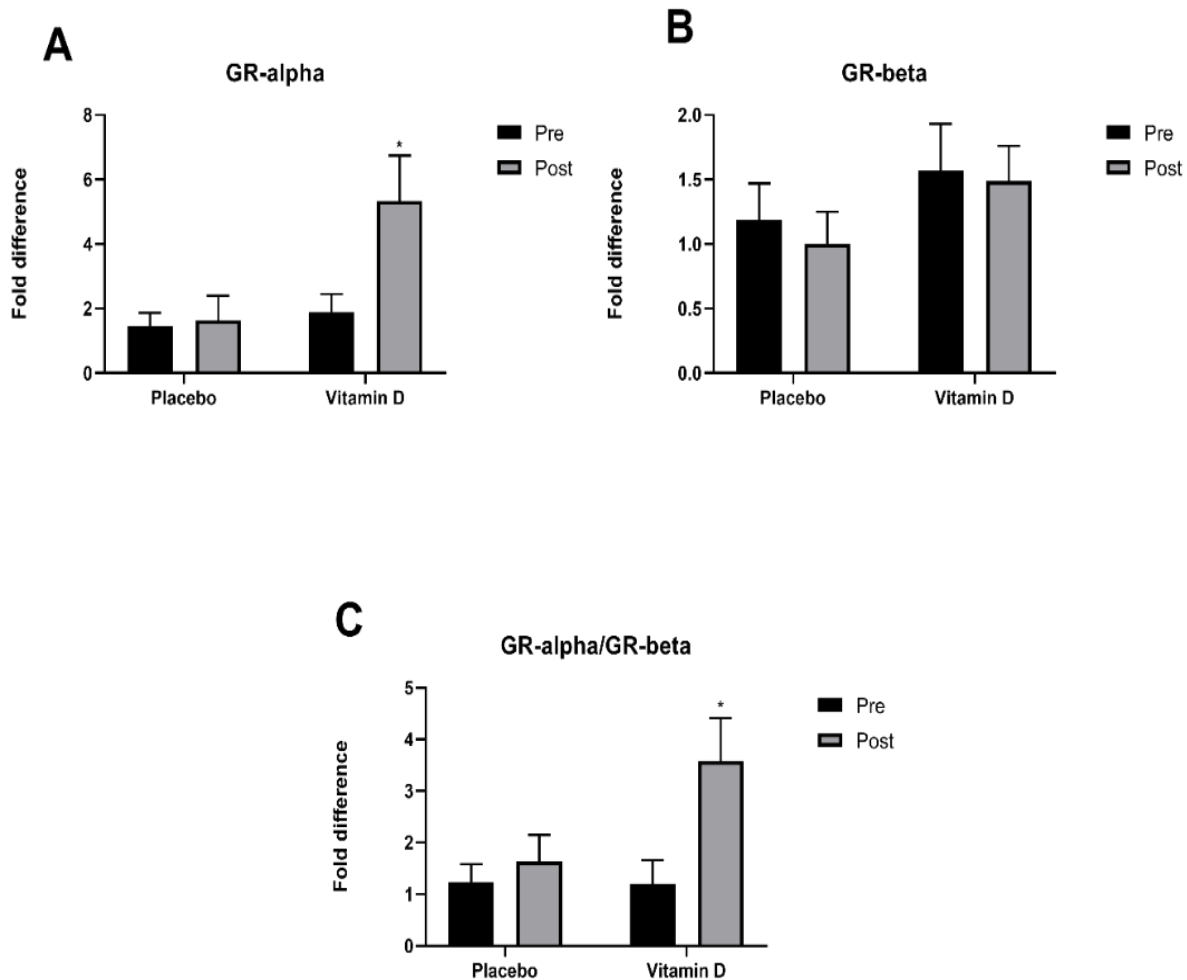 A
GR-alpha
Fold difference
8
6
4
2
0
*
Placebo
Vitamin D
Pre
Post
B
GR-beta
Fold difference
2.0
1.5
1.0
0.5
0.0
Placebo
Vitamin D
Pre
Post
C
GR-alpha/GR-beta
Fold difference
5
4
3
2
1
0
*
Placebo
Vitamin D
Pre
Post